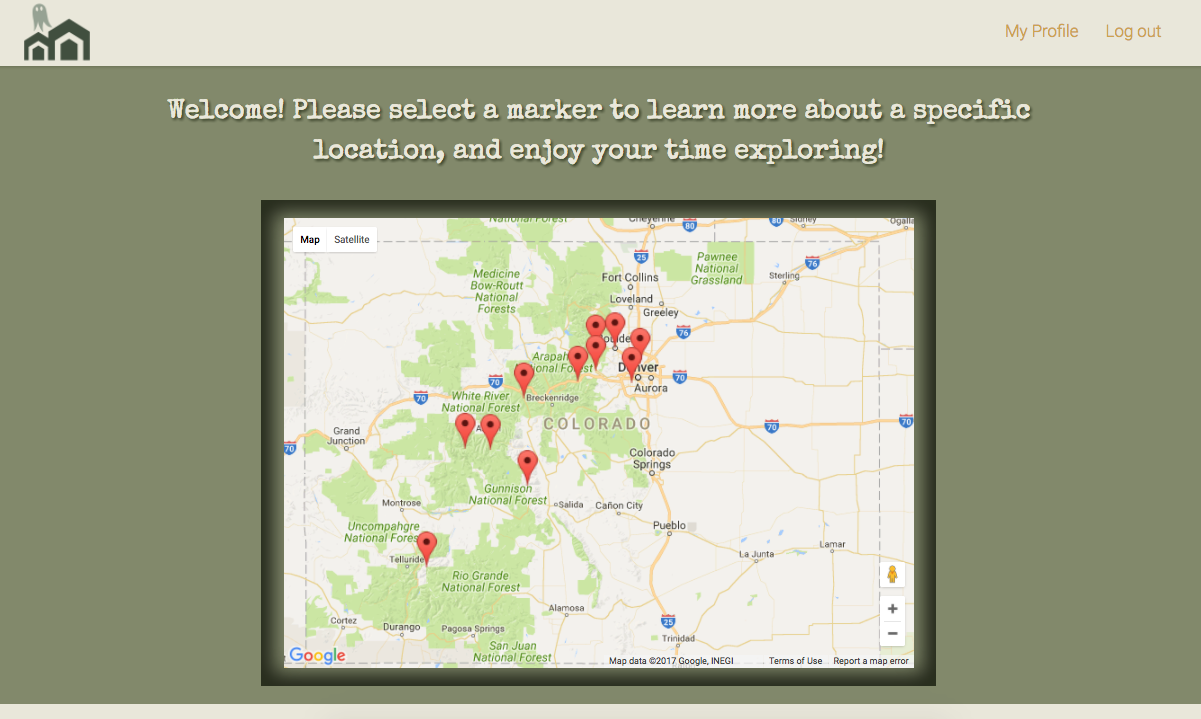 My Profile
Log out
Welcome! Please select a marker to learn more about a specific
location, and enjoy your time exploring!
National Forest
Cheyenne
80
80
Sidney
Map
Satellite
25
Pawnee
National
Grassland
76
Sterling
Medicine
Bow-Routt
National
Forests
Fort Collins
Loveland
Greeley
76
Denver
Aurora
70
70
70
White River
National Forest
Breckenridge
COLORADO
70
70
70
Grand
Junction
Colorado
Springs
Gunnison
National Forest
Salida
Cañon City
Montrose
Pueblo
Uncompahgre
National Forest
Telluride
La Junta
Lamar
Rio Grande
National Forest
Alamosa
Cortez
Durango
Pagosa Springs
25
Trinidad
San Juan
National Forest
+
−
Google
Map data ©2017 Google, INEGI
Terms of Use
Report a map error